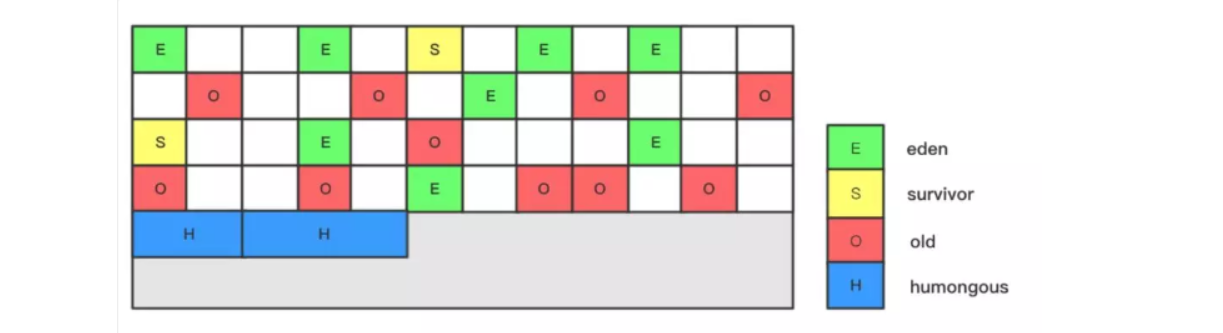 E E S E E
O O E O O
S E O E
O O E O O O
H H
E eden
S survivor
O old
H humongous